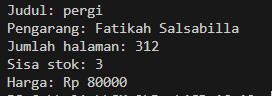 Judul: pergi
Pengarang: Fatikah Salsabilla
Jumlah halaman: 312
Sisa stok: 3
Harga: Rp 80000